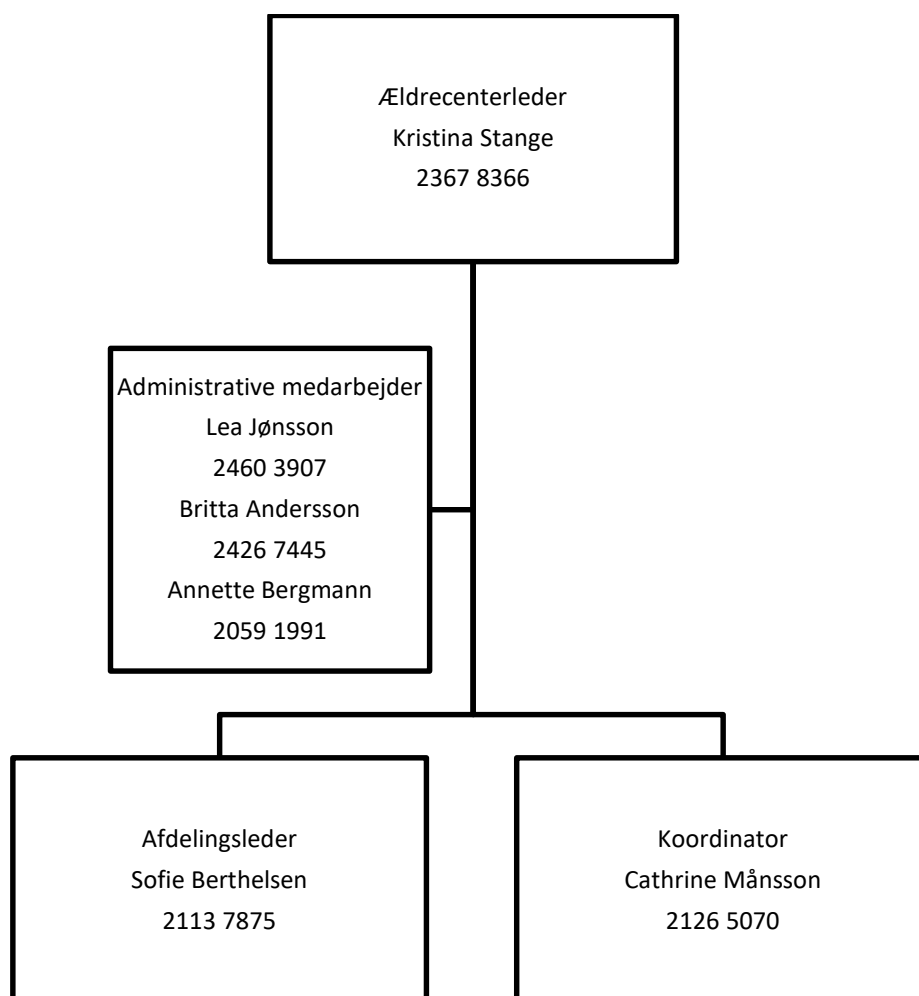 Ældrecenterleder
Kristina Stange
2367 8366
Administrative medarbejder
Lea Jønsson
2460 3907
Britta Andersson
2426 7445
Annette Bergmann
2059 1991
Afdelingsleder
Sofie Berthelsen
2113 7875
Koordinator
Cathrine Månsson
2126 5070